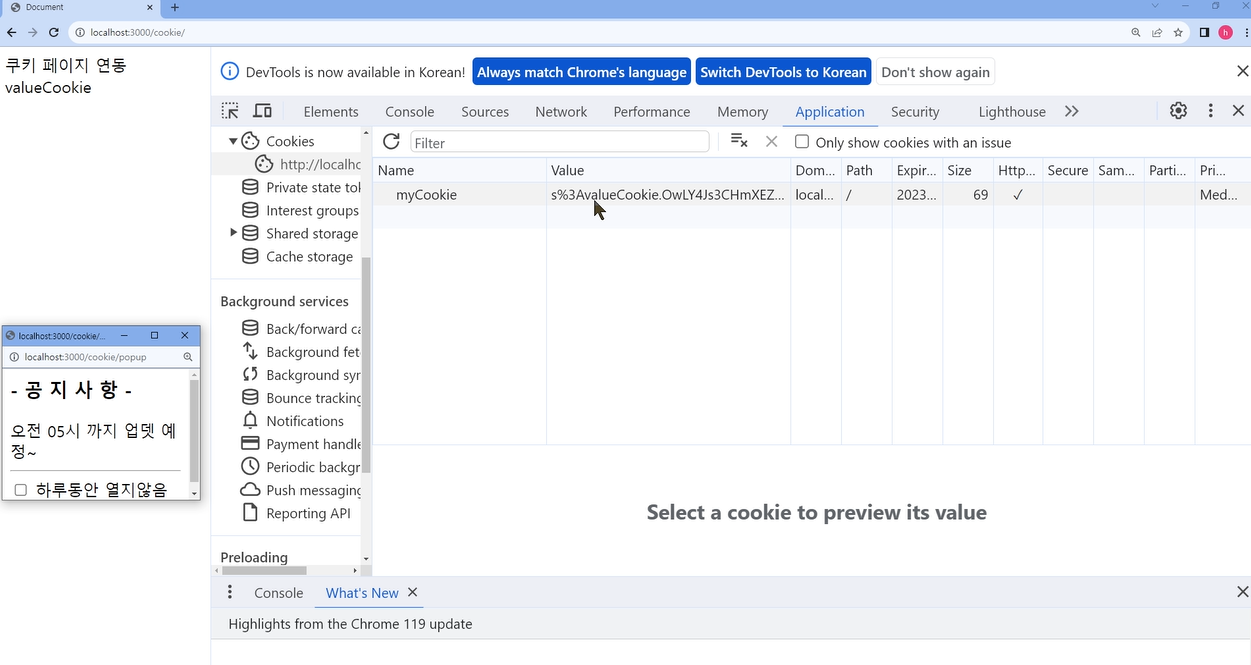 Document
localhost:3000/cookie/
h
쿠키 페이지 연동
valueCookie
DevTools is now available in Korean!
Always match Chrome's language
Switch DevTools to Korean
Don't show again
Elements Console Sources Network Performance Memory Application Security Lighthouse
Cookies
http://localhc
Private state tok
Interest groups
Shared storage
Cache storage
Background services
Back/forward ca
Background fet
Background syr
Bounce tracking
Notifications
Payment handle
Periodic backgr
Push messaging
Reporting API
Preloading
Filter
Only show cookies with an issue
Name Value Dom... Path Expir... Size Http... Secure Sam... Parti... Pri...
myCookie s%3AvalueCookie.OwLY4Js3CHmXEZ... local... / 2023... 69 ✓ Med...
Select a cookie to preview its value
localhost:3000/cookie/...
localhost:3000/cookie/popup
- 공 지 사 항 -
오전 05시 까지 업뎃 예
정~
하루동안 열지않음
Console What's New
Highlights from the Chrome 119 update